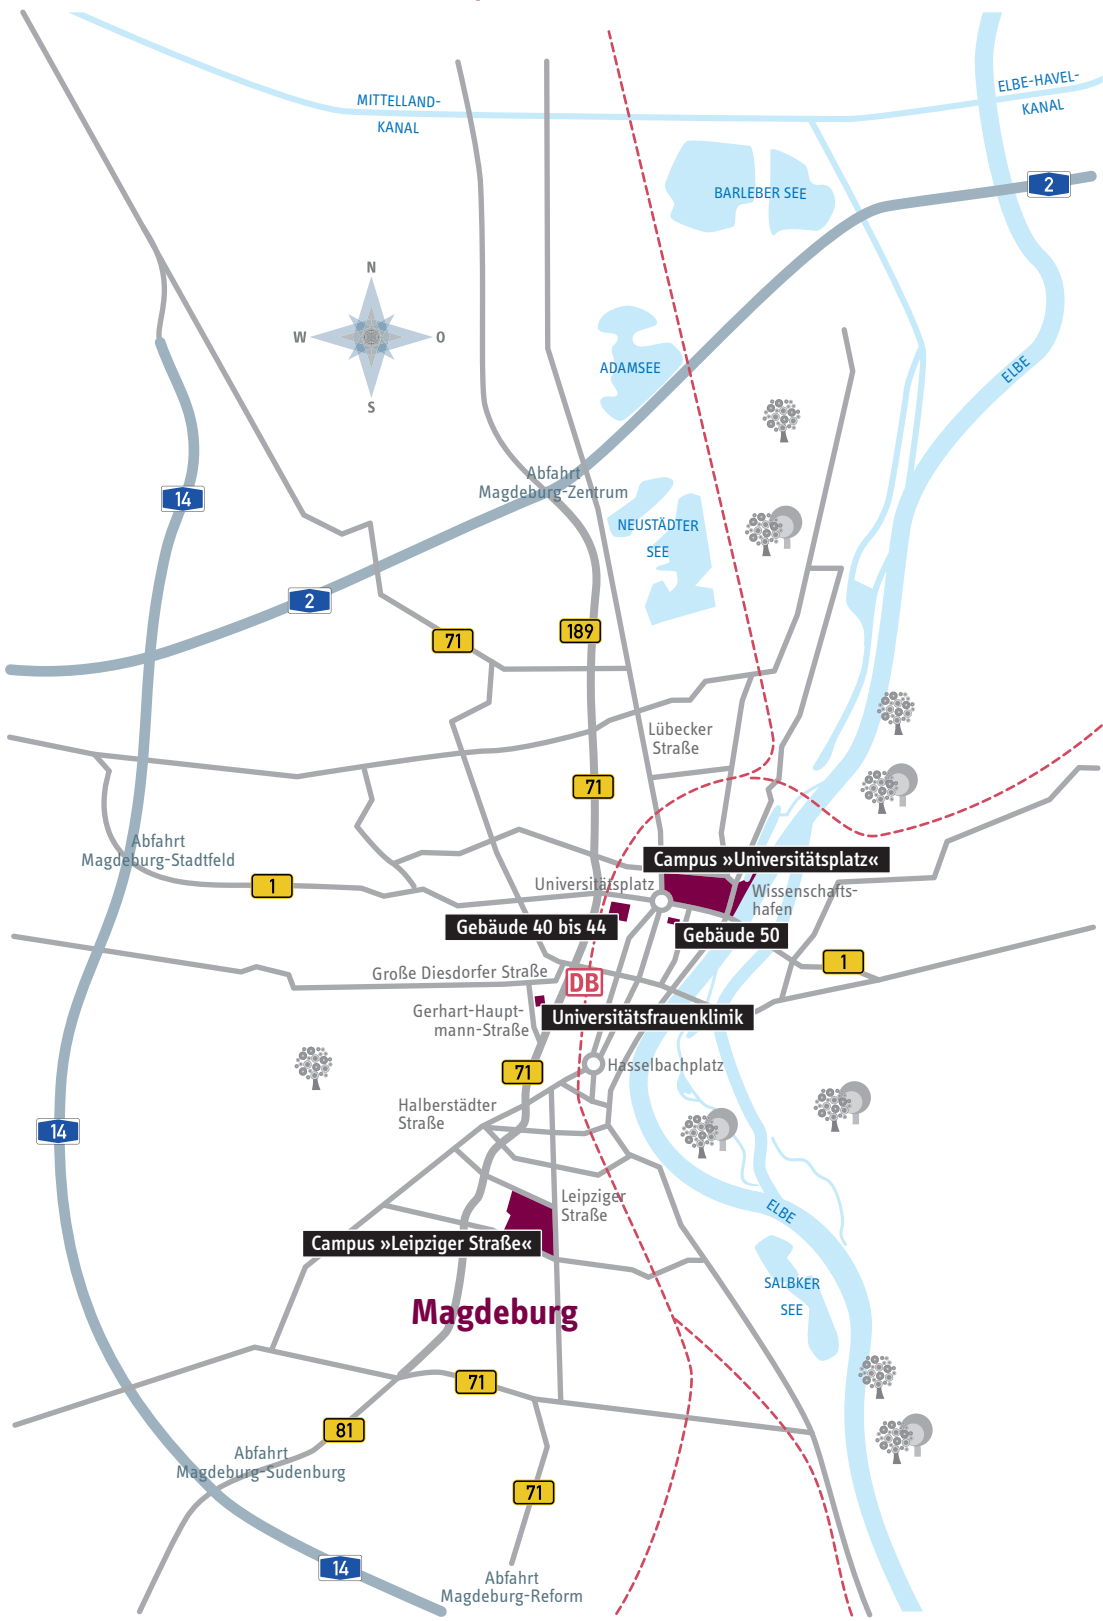 MITTELLAND-
KANAL
ELBE-HAVEL-
KANAL
2
BARLEBER SEE
N
W
O
S
ADAMSEE
ELBE
14
Abfahrt
Magdeburg-Zentrum
NEUSTÄDTER
SEE
2
71
189
Lübecker
Straße
71
Abfahrt
Magdeburg-Stadtfeld
1
Campus »Universitätsplatz«
Universitätsplatz
Wissenschafts-
hafen
Gebäude 40 bis 44
Gebäude 50
1
Große Diesdorfer Straße
DB
Gerhart-Haupt-
mann-Straße
Universitätsfrauenklinik
71
Hasselbachplatz
Halberstädter
Straße
14
Leipziger
Straße
ELBE
Campus »Leipziger Straße«
SALBKER
SEE
Magdeburg
71
81
Abfahrt
Magdeburg-Sudenburg
71
14
Abfahrt
Magdeburg-Reform